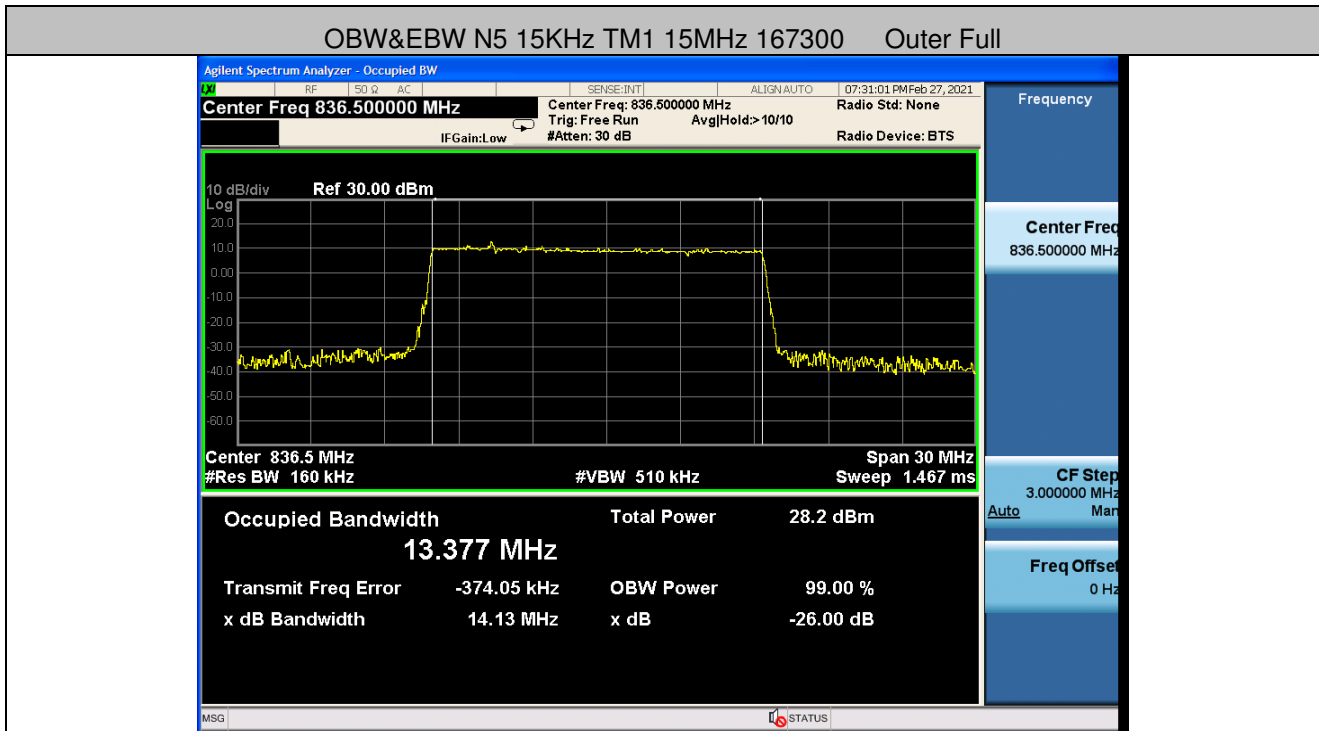 OBW&EBW N5 15KHz TM1 15MHz 167300 Outer Full
Agilent Spectrum Analyzer - Occupied BW
LXI RF 50 Ω AC SENSE:INT ALIGN AUTO 07:31:01 PM Feb 27, 2021
Center Freq 836.500000 MHz
Center Freq: 836.500000 MHz Radio Std: None
Trig: Free Run Avg|Hold:> 10/10
IFGain:Low #Atten: 30 dB Radio Device: BTS
Frequency
10 dB/div Ref 30.00 dBm
Log
20.0
10.0
0.00
-10.0
-20.0
-30.0
-40.0
-50.0
-60.0
Center 836.5 MHz Span 30 MHz
#Res BW 160 kHz #VBW 510 kHz Sweep 1.467 ms
Occupied Bandwidth Total Power 28.2 dBm
13.377 MHz
Transmit Freq Error -374.05 kHz OBW Power 99.00 %
x dB Bandwidth 14.13 MHz x dB -26.00 dB
Center Freq
836.500000 MHz
CF Step
3.000000 MHz
Auto Man
Freq Offset
0 Hz
MSG STATUS